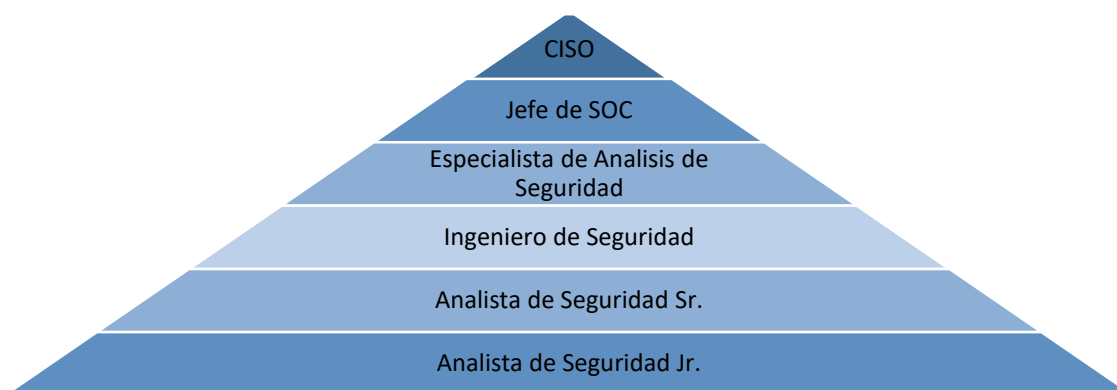 CISO
Jefe de SOC
Especialista de Analisis de
Seguridad
Ingeniero de Seguridad
Analista de Seguridad Sr.
Analista de Seguridad Jr.